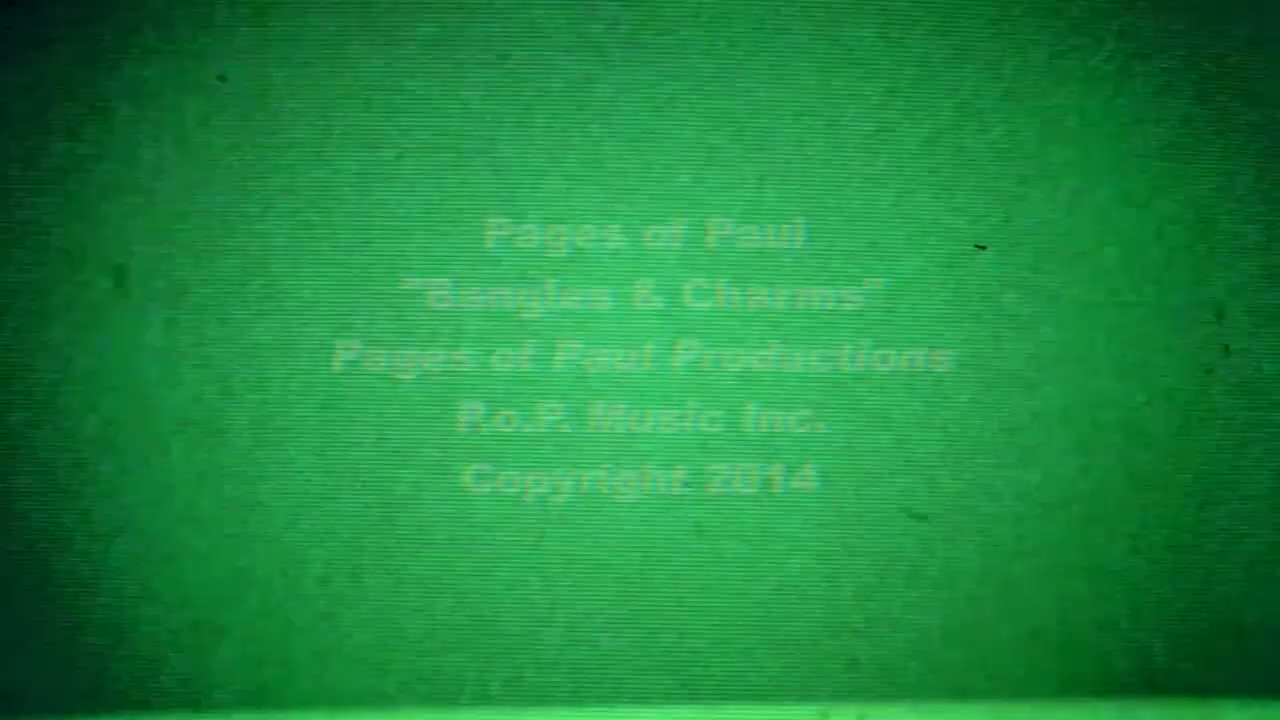 Pages of Paul
"Bangles & Charms"
Pages of Paul Productions
P.o.P. Music Inc.
Copyright 2014